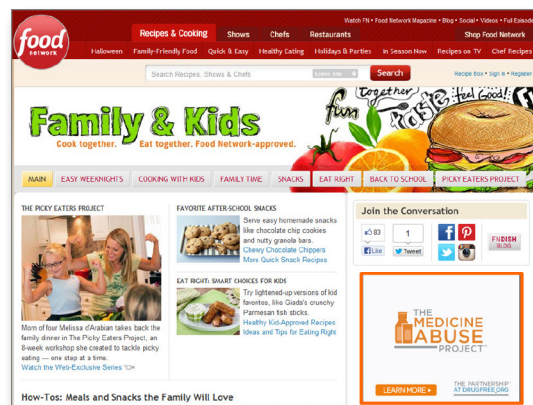 Watch FN • Food Network Magazine • Blog • Social • Videos • Full Episode
food
network
Recipes & Cooking Shows Chefs Restaurants Shop Food Network
Halloween Family-Friendly Food Quick & Easy Healthy Eating Holidays & Parties In Season Now Recipes on TV Chef Recipes
Search Recipes, Shows & Chefs Search Recipe Box • Sign In • Register
Family & Kids
Cook together. Eat together. Food Network-approved.
fun together taste feel Good!
MAIN EASY WEEKNIGHTS COOKING WITH KIDS FAMILY TIME SNACKS EAT RIGHT BACK TO SCHOOL PICKY EATERS PROJECT
THE PICKY EATERS PROJECT
Mom of four Melissa d'Arabian takes back the
family dinner in The Picky Eaters Project, an
8-week workshop she created to tackle picky
eating — one step at a time.
Watch the Web-Exclusive Series
FAVORITE AFTER-SCHOOL SNACKS
Serve easy homemade snacks
like chocolate chip cookies
and nutty granola bars.
Chewy Chocolate Chippers
More Quick Snack Recipes
EAT RIGHT: SMART CHOICES FOR KIDS
Try lightened-up versions of kid
favorites, like Giada's crunchy
Parmesan fish sticks.
Healthy Kid-Approved Recipes
Ideas and Tips for Eating Right
Join the Conversation
83 1
Like Tweet
FNDISH
BLOG
THE
MEDICINE
ABUSE
PROJECT
LEARN MORE
THE PARTNERSHIP
AT DRUGFREE.ORG
How-Tos: Meals and Snacks the Family Will Love